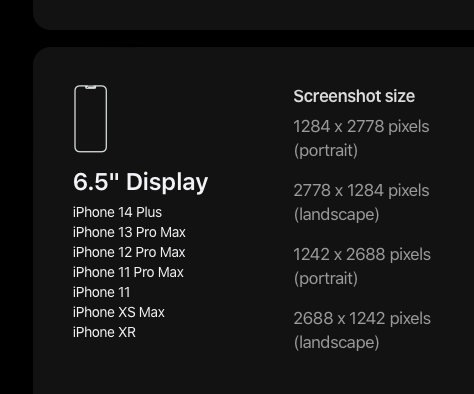 6.5" Display
iPhone 14 Plus
iPhone 13 Pro Max
iPhone 12 Pro Max
iPhone 11 Pro Max
iPhone 11
iPhone XS Max
iPhone XR
Screenshot size
1284 x 2778 pixels
(portrait)
2778 x 1284 pixels
(landscape)
1242 x 2688 pixels
(portrait)
2688 x 1242 pixels
(landscape)